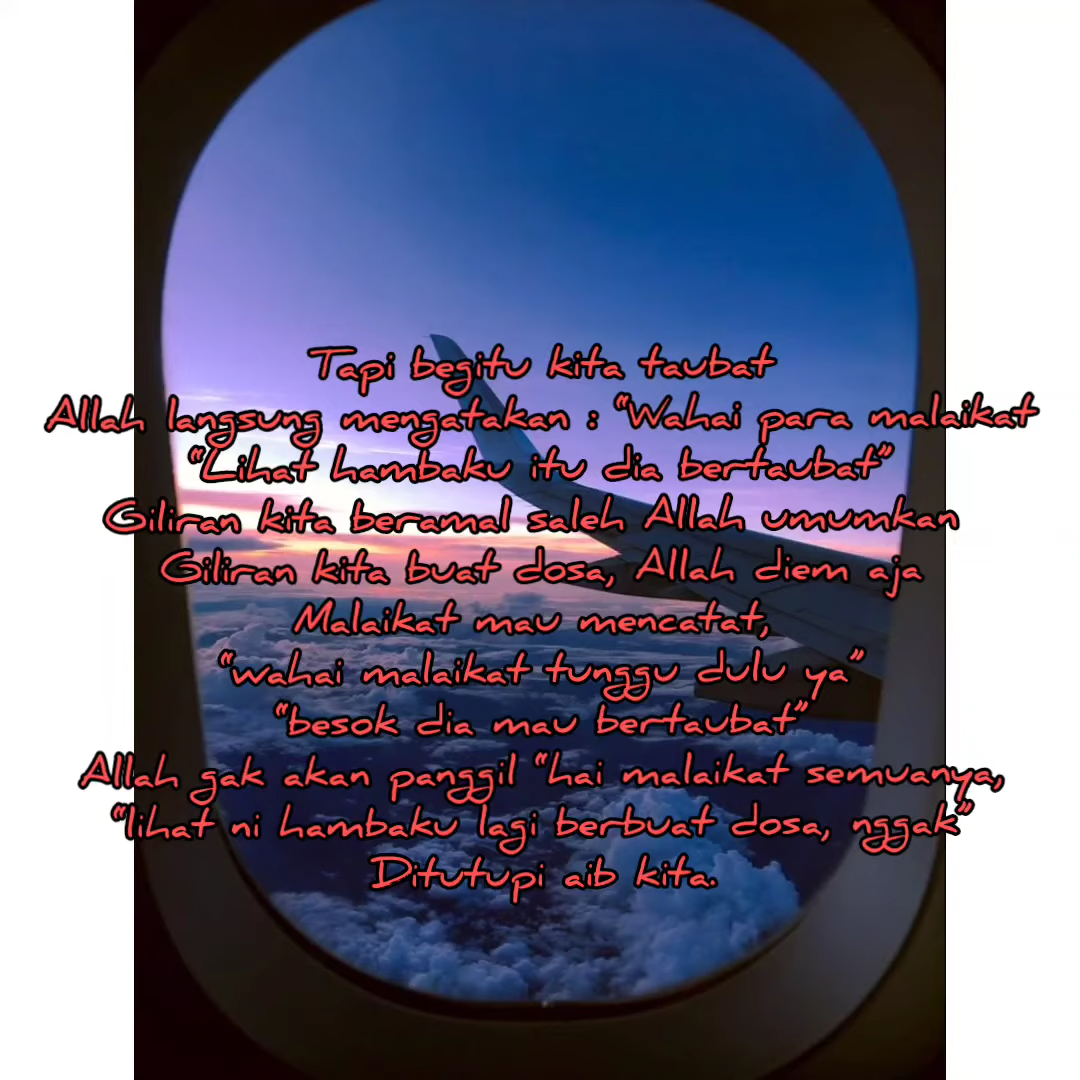 Tapi begitu kita taubat
Allah langsung mengatakan : "Wahai para malaikat
"Lihat hambaku itu dia bertaubat"
Giliran kita beramal saleh Allah umumkan
Giliran kita buat dosa, Allah diem aja
Malaikat mau mencatat,
"wahai malaikat tunggu dulu ya"
"besok dia mau bertaubat"
Allah gak akan panggil "hai malaikat semuanya,
"lihat ni hambaku lagi berbuat dosa, nggak"
Ditutupi aib kita.